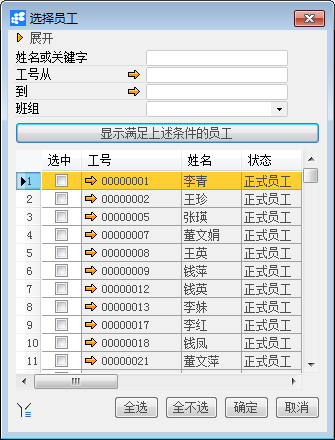 选择员工
展开
姓名或关键字
工号从
到
班组
显示满足上述条件的员工
选中 工号 姓名 状态
1 00000001 李青 正式员工
2 00000002 王珍 正式员工
3 00000005 张瑛 正式员工
4 00000007 董文娟 正式员工
5 00000008 王英 正式员工
6 00000009 钱萍 正式员工
7 00000012 钱英 正式员工
8 00000013 李妹 正式员工
9 00000017 李红 正式员工
10 00000018 钱凤 正式员工
11 00000021 董文萍 正式员工
全选 全不选 确定 取消